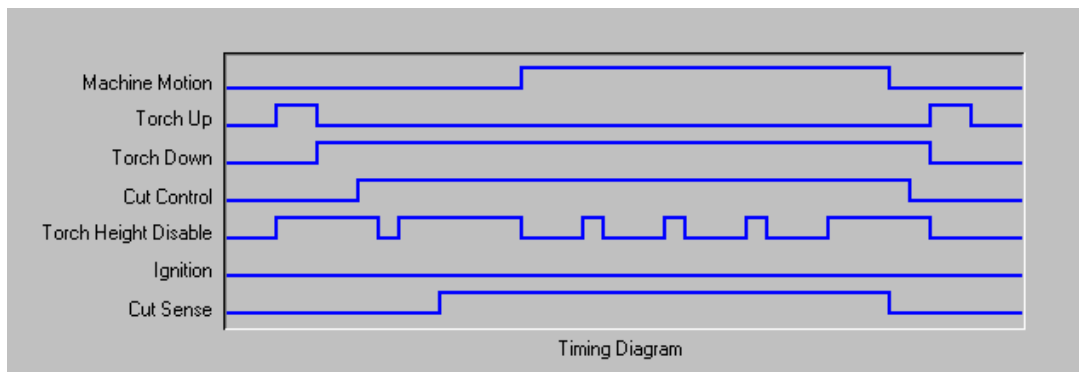 Machine Motion
Torch Up
Torch Down
Cut Control
Torch Height Disable
Ignition
Cut Sense
Timing Diagram